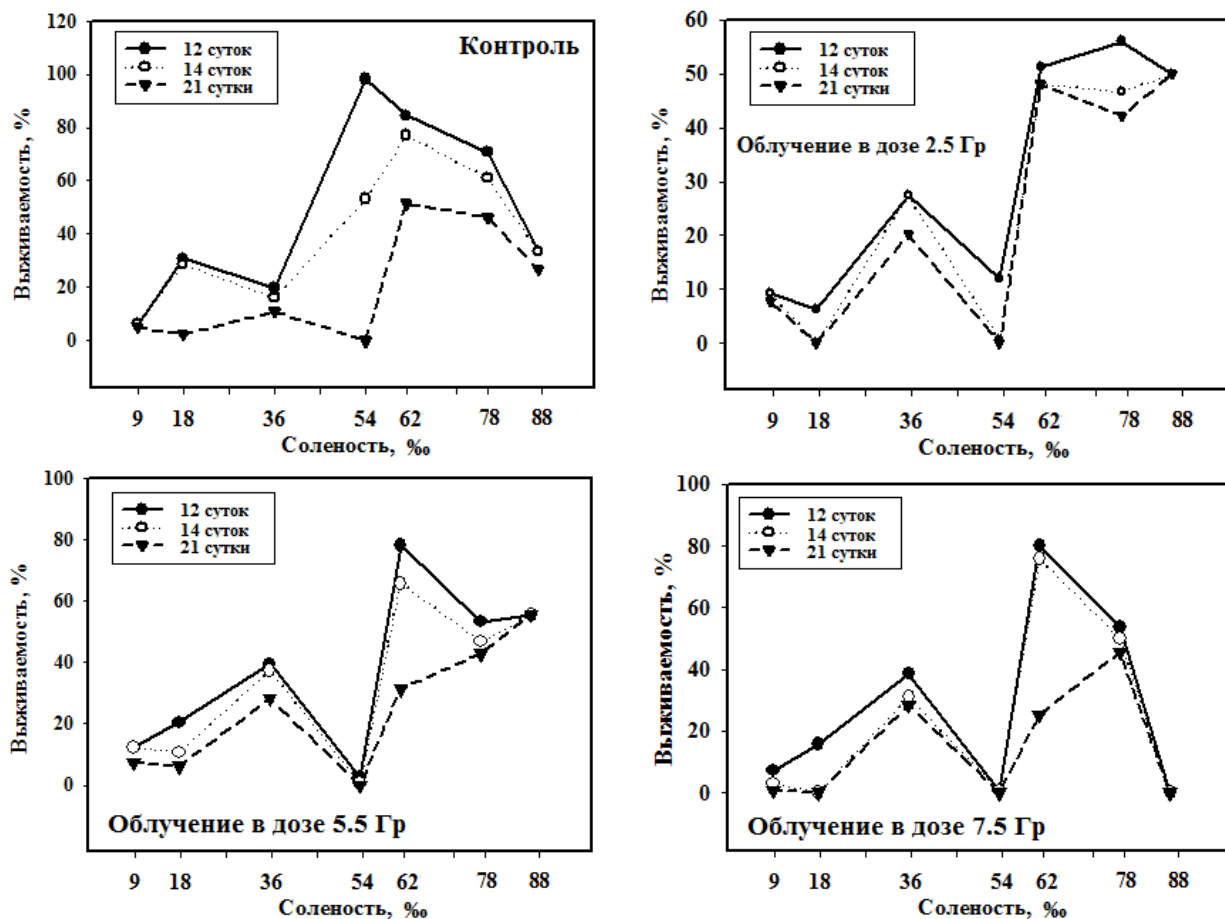 120
100
80
60
40
20
0
Выживаемость, %
12 суток
14 суток
21 сутки
Контроль
9 18 36 54 62 78 88
Соленость, ‰
60
50
40
30
20
10
0
Выживаемость, %
12 суток
14 суток
21 сутки
Облучение в дозе 2.5 Гр
9 18 36 54 62 78 88
Соленость, ‰
100
80
60
40
20
0
Выживаемость, %
12 суток
14 суток
21 сутки
Облучение в дозе 5.5 Гр
9 18 36 54 62 78 88
Соленость, ‰
100
80
60
40
20
0
Выживаемость, %
12 суток
14 суток
21 сутки
Облучение в дозе 7.5 Гр
9 18 36 54 62 78 88
Соленость, ‰